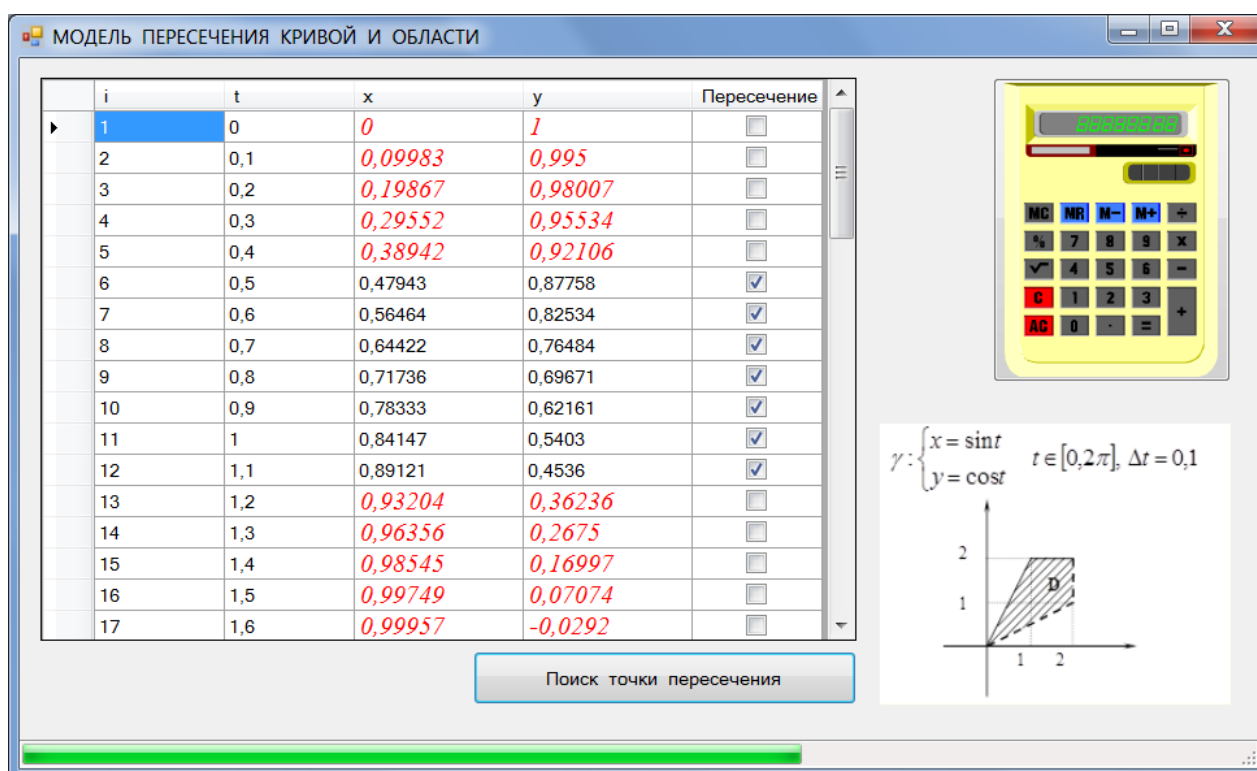 МОДЕЛЬ ПЕРЕСЕЧЕНИЯ КРИВОЙ И ОБЛАСТИ
i t x y Пересечение
1 0 0 1
2 0,1 0,09983 0,995
3 0,2 0,19867 0,98007
4 0,3 0,29552 0,95534
5 0,4 0,38942 0,92106
6 0,5 0,47943 0,87758
7 0,6 0,56464 0,82534
8 0,7 0,64422 0,76484
9 0,8 0,71736 0,69671
10 0,9 0,78333 0,62161
11 1 0,84147 0,5403
12 1,1 0,89121 0,4536
13 1,2 0,93204 0,36236
14 1,3 0,96356 0,2675
15 1,4 0,98545 0,16997
16 1,5 0,99749 0,07074
17 1,6 0,99957 -0,0292
Поиск точки пересечения
88888888
MC MR M– M+ ÷
% 7 8 9 X
√ 4 5 6 –
C 1 2 3 +
AC 0 · =
γ : { x = sin t
y = cos t
t ∈ [0,2π], Δt = 0,1
2
D
1
1 2